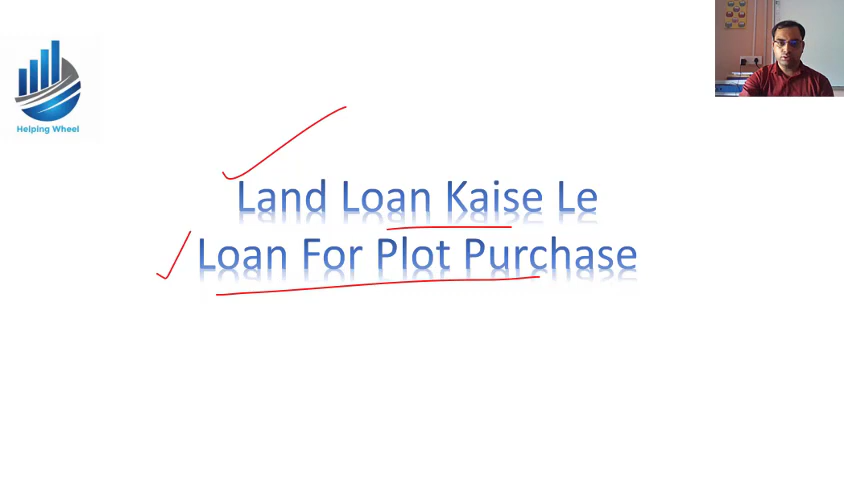 Helping Wheel
Land Loan Kaise Le
Loan For Plot Purchase